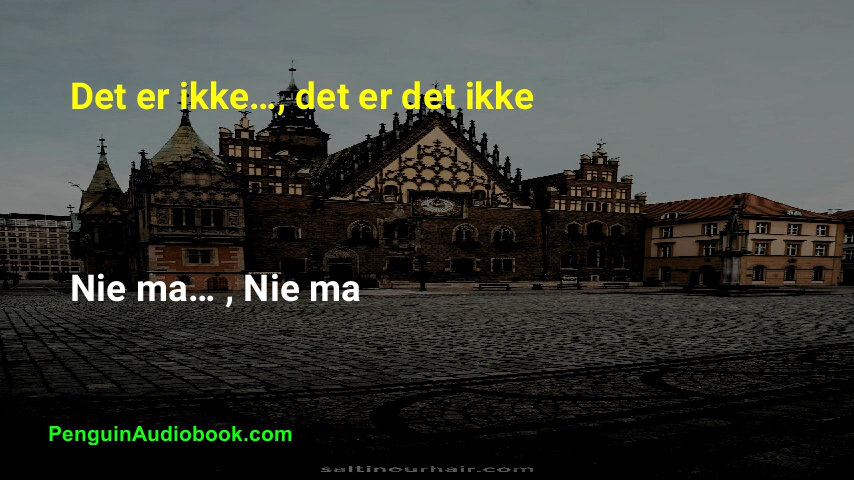 Det er ikke…, det er det ikke
Nie ma… , Nie ma
PenguinAudiobook.com
saltinourhair.com